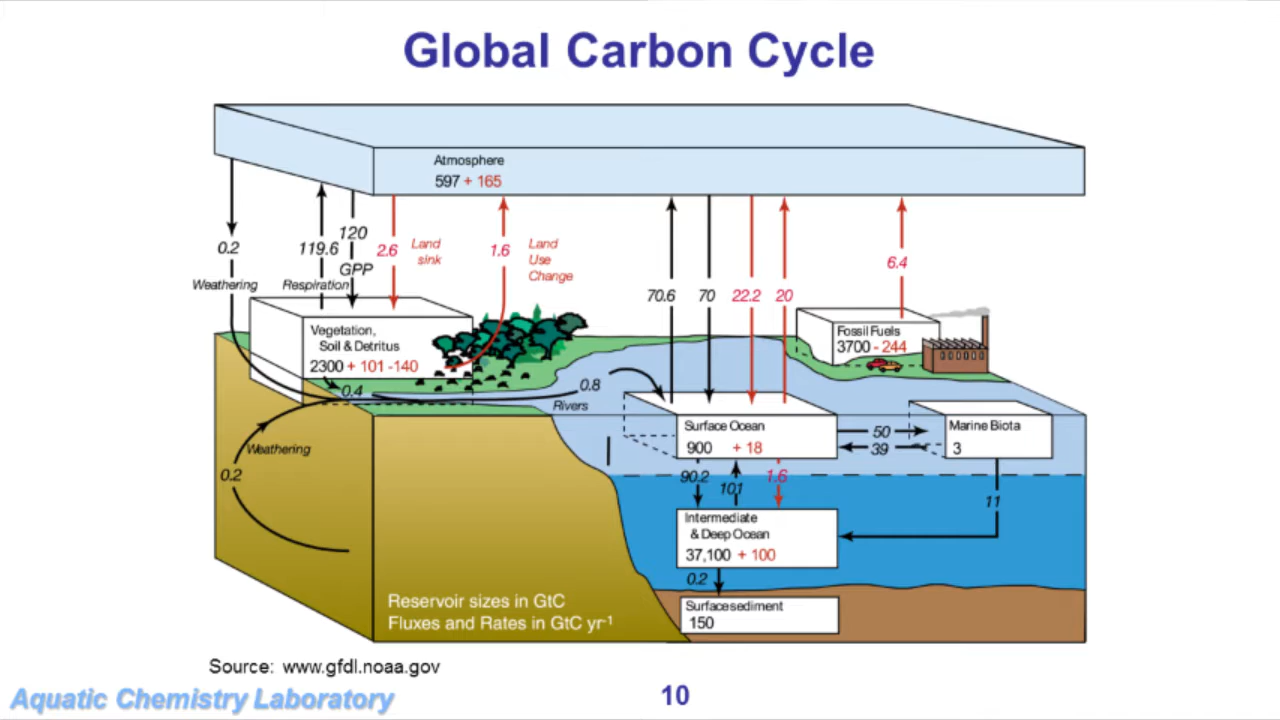 Global Carbon Cycle
Atmosphere
597 + 165
0.2
Weathering
119.6
Respiration
120
GPP
2.6
Land
sink
1.6
Land
Use
Change
70.6
70
22.2
20
6.4
Vegetation,
Soil & Detritus
2300 + 101 -140
0.4
0.8
Rivers
Fossil Fuels
3700 - 244
Weathering
0.2
Surface Ocean
900 + 18
50
39
Marine Biota
3
90.2
101
1.6
11
Intermediate
& Deep Ocean
37,100 + 100
0.2
Surface sediment
150
Reservoir sizes in GtC
Fluxes and Rates in GtC yr-1
Source: www.gfdl.noaa.gov
Aquatic Chemistry Laboratory
10